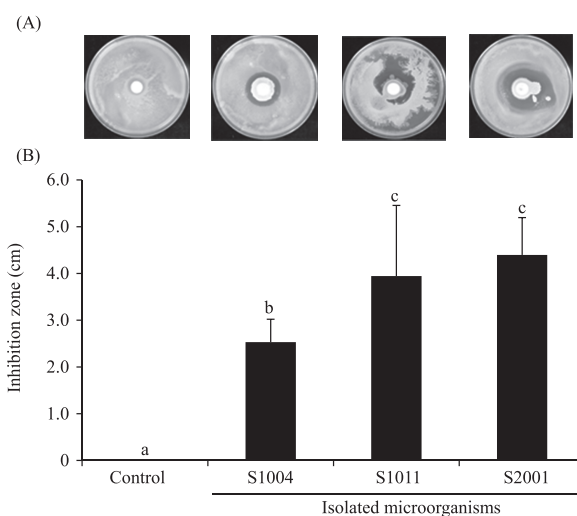 (A)
(B)
6.0
5.0
4.0
3.0
2.0
1.0
0
Inhibition zone (cm)
a
b
c
c
Control
S1004
S1011
S2001
Isolated microorganisms